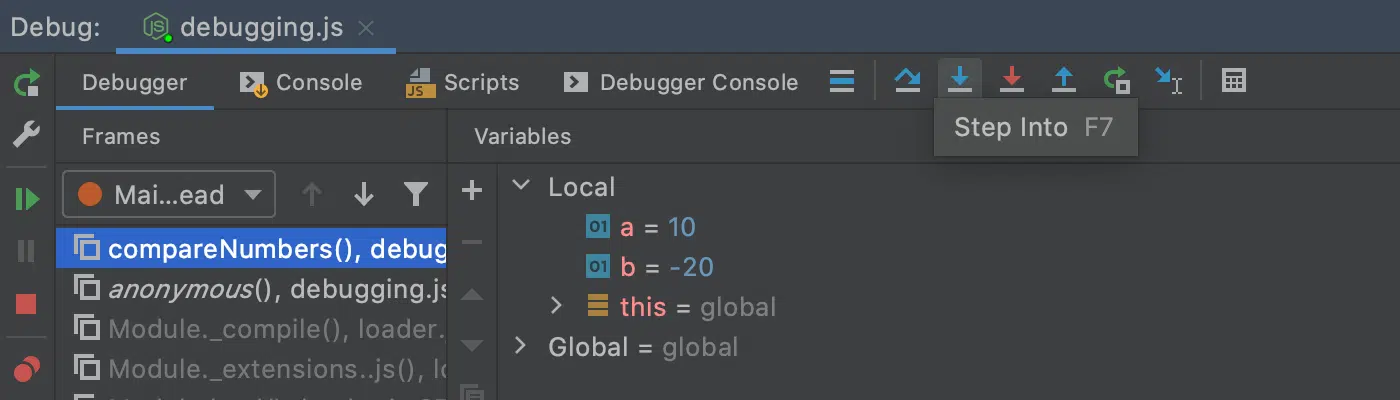 Debug: debugging.js
Debugger Console Scripts Debugger Console
Step Into F7
Frames Variables
Mai...ead
Local
01 a = 10
compareNumbers(), debug
01 b = -20
anonymous(), debugging.js
this = global
Module._compile(), loader.
Global = global
Module._extensions..js(), lo